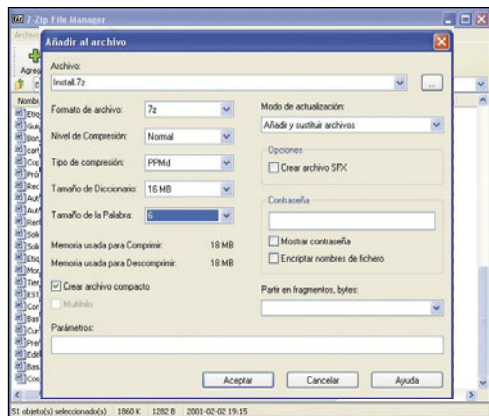 7-Zip File Manager
Archivo
Agreg
Nombr
Añadir al archivo
Archivo:
Install.7z
...
Formato de archivo: 7z
Nivel de Compresión: Normal
Tipo de compresión: PPMd
Tamaño de Diccionario: 16 MB
Tamaño de la Palabra: 6
Memoria usada para Comprimir: 18 MB
Memoria usada para Descomprimir: 18 MB
Crear archivo compacto
Multihilo
Modo de actualización:
Añadir y sustituir archivos
Opciones
Crear archivo SFX
Contraseña
Mostrar contraseña
Encriptar nombres de fichero
Partir en fragmentos, bytes:
Parámetros:
Aceptar Cancelar Ayuda
51 objeto(s) seleccionado(s) 1860 K 1282 B 2001-02-02 19:15